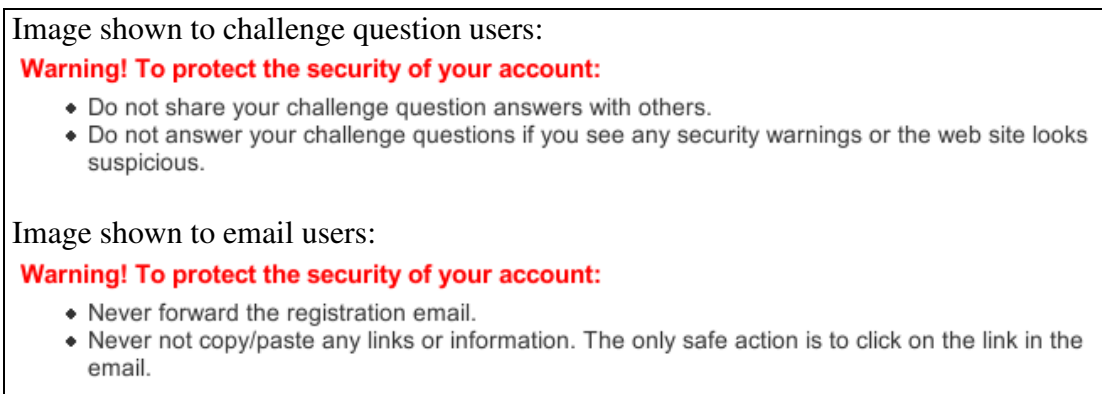 Image shown to challenge question users:
Warning! To protect the security of your account:
• Do not share your challenge question answers with others.
• Do not answer your challenge questions if you see any security warnings or the web site looks
suspicious.
Image shown to email users:
Warning! To protect the security of your account:
• Never forward the registration email.
• Never not copy/paste any links or information. The only safe action is to click on the link in the
email.